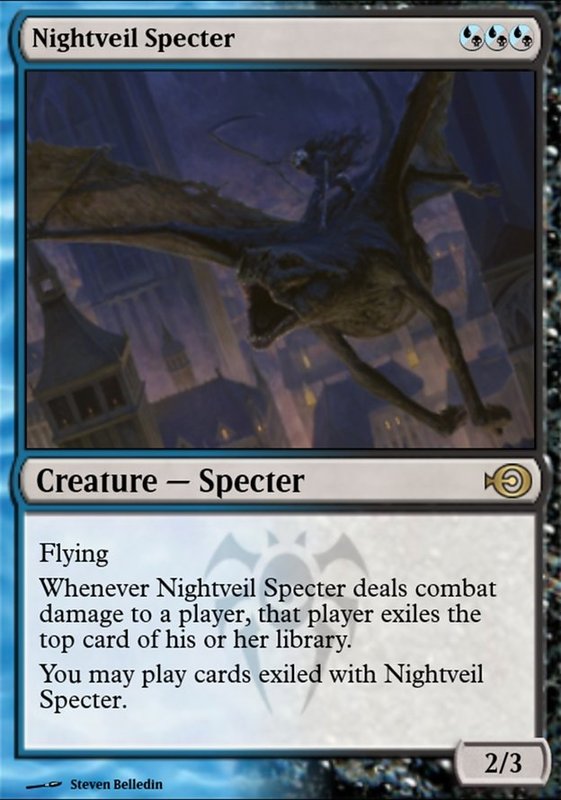 Nightveil Specter
Creature — Specter
Flying
Whenever Nightveil Specter deals combat
damage to a player, that player exiles the
top card of his or her library.
You may play cards exiled with Nightveil
Specter.
2/3
Steven Belledin